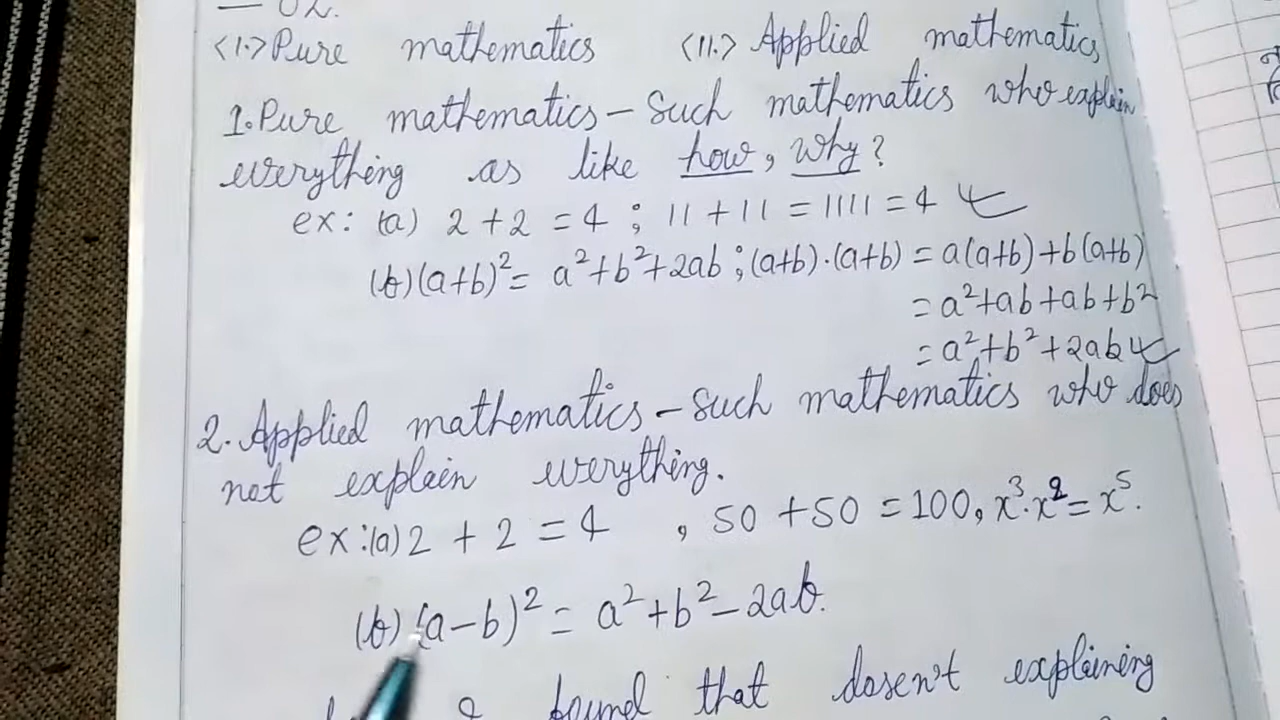 <I.> Pure mathematics <II.> Applied mathematics
1. Pure mathematics - Such mathematics who explain
everything as like how, why?
ex: (a) 2 + 2 = 4 ; 11 + 11 = 1111 = 4
(b) (a+b)² = a² + b² + 2ab ; (a+b)·(a+b) = a(a+b) + b(a+b)
= a² + ab + ab + b²
= a² + b² + 2ab
2. Applied mathematics - Such mathematics who does
not explain everything.
ex: (a) 2 + 2 = 4 , 50 + 50 = 100, x³·x² = x⁵.
(b) (a-b)² = a² + b² - 2ab.
found that dosen't explaining